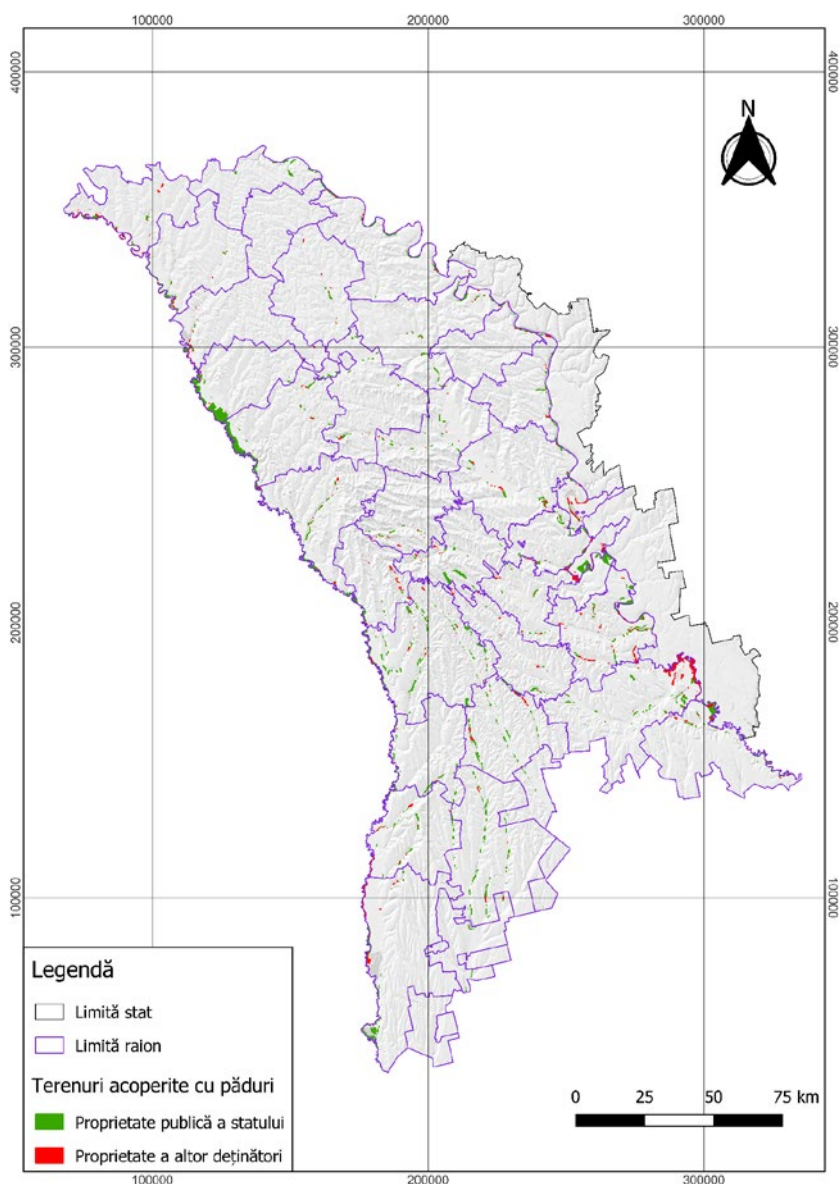 100000 200000 300000
400000 400000
N
300000 300000
200000 200000
100000 100000
Legendă
Limită stat
Limită raion
Terenuri acoperite cu păduri
Proprietate publică a statului
Proprietate a altor deținători
0 25 50 75 km
100000 200000 300000